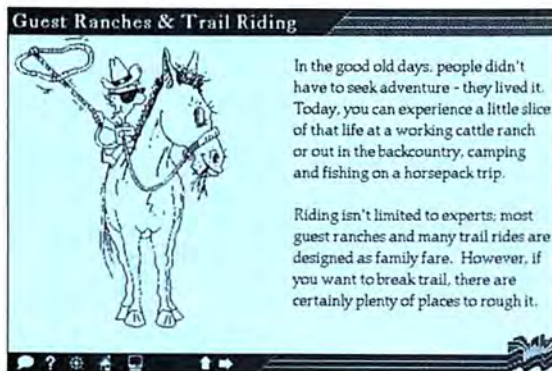 Guest Ranches & Trail Riding
In the good old days, people didn't
have to seek adventure - they lived it.
Today, you can experience a little slice
of that life at a working cattle ranch
or out in the backcountry, camping
and fishing on a horsepack trip.
Riding isn't limited to experts; most
guest ranches and many trail rides are
designed as family fare. However, if
you want to break trail, there are
certainly plenty of places to rough it.
?